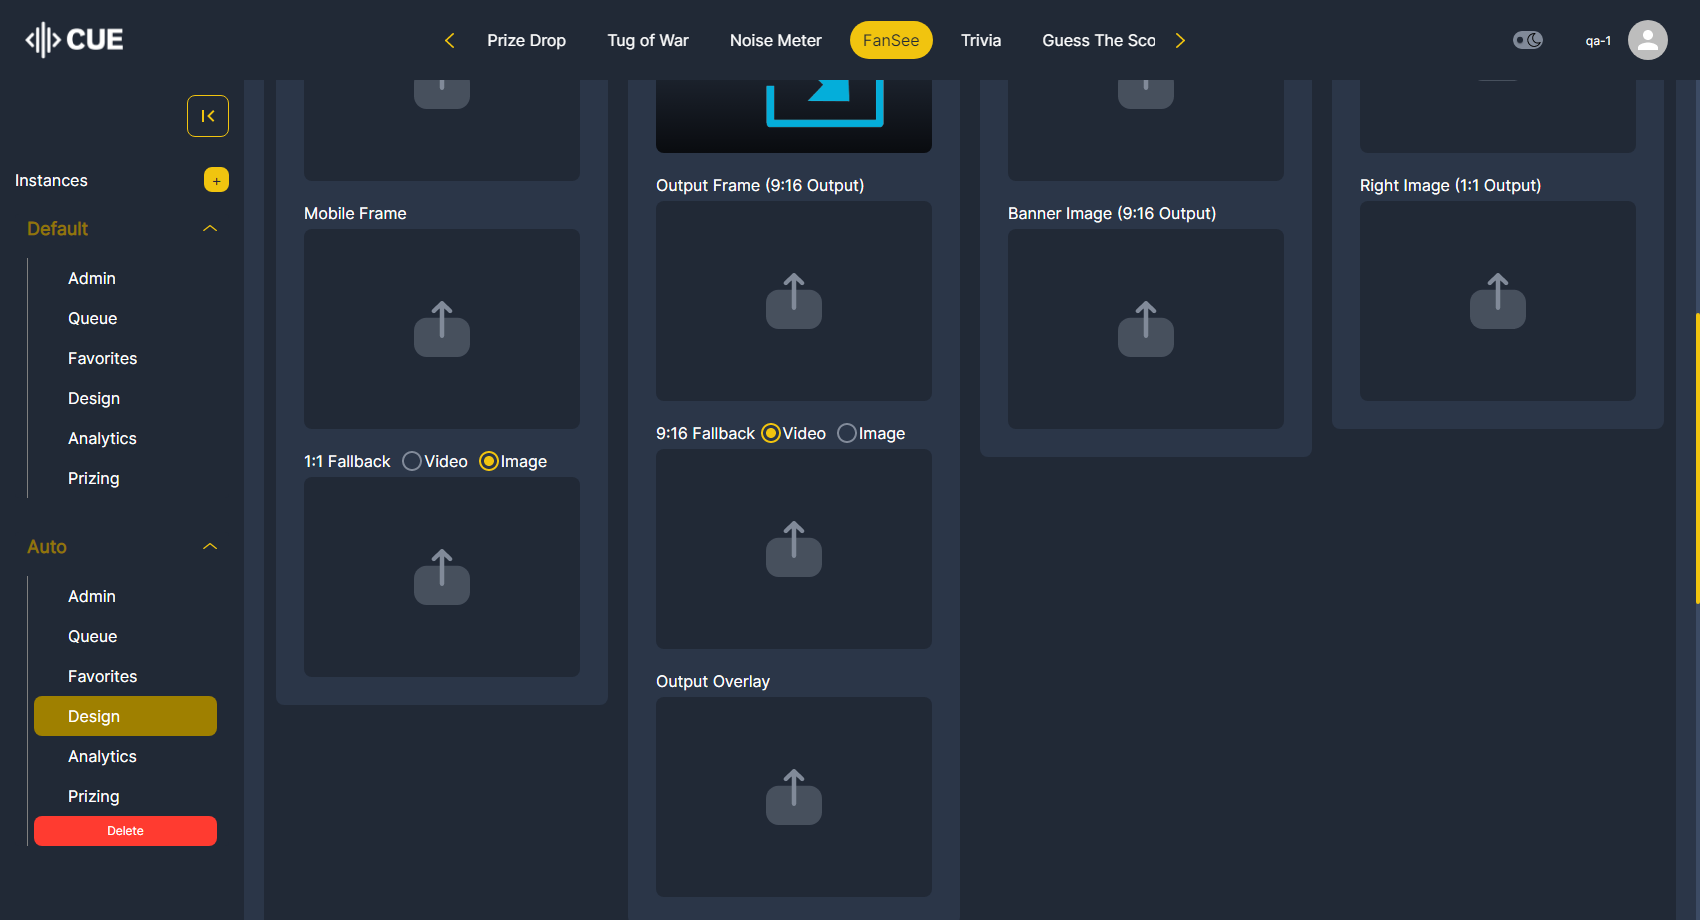 CUE
Prize Drop
Tug of War
Noise Meter
FanSee
Trivia
Guess The Sco
qa-1
Instances
+
Default
Admin
Queue
Favorites
Design
Analytics
Prizing
Auto
Admin
Queue
Favorites
Design
Analytics
Prizing
Delete
Mobile Frame
1:1 Fallback Video Image
Output Frame (9:16 Output)
9:16 Fallback Video Image
Output Overlay
Banner Image (9:16 Output)
Right Image (1:1 Output)